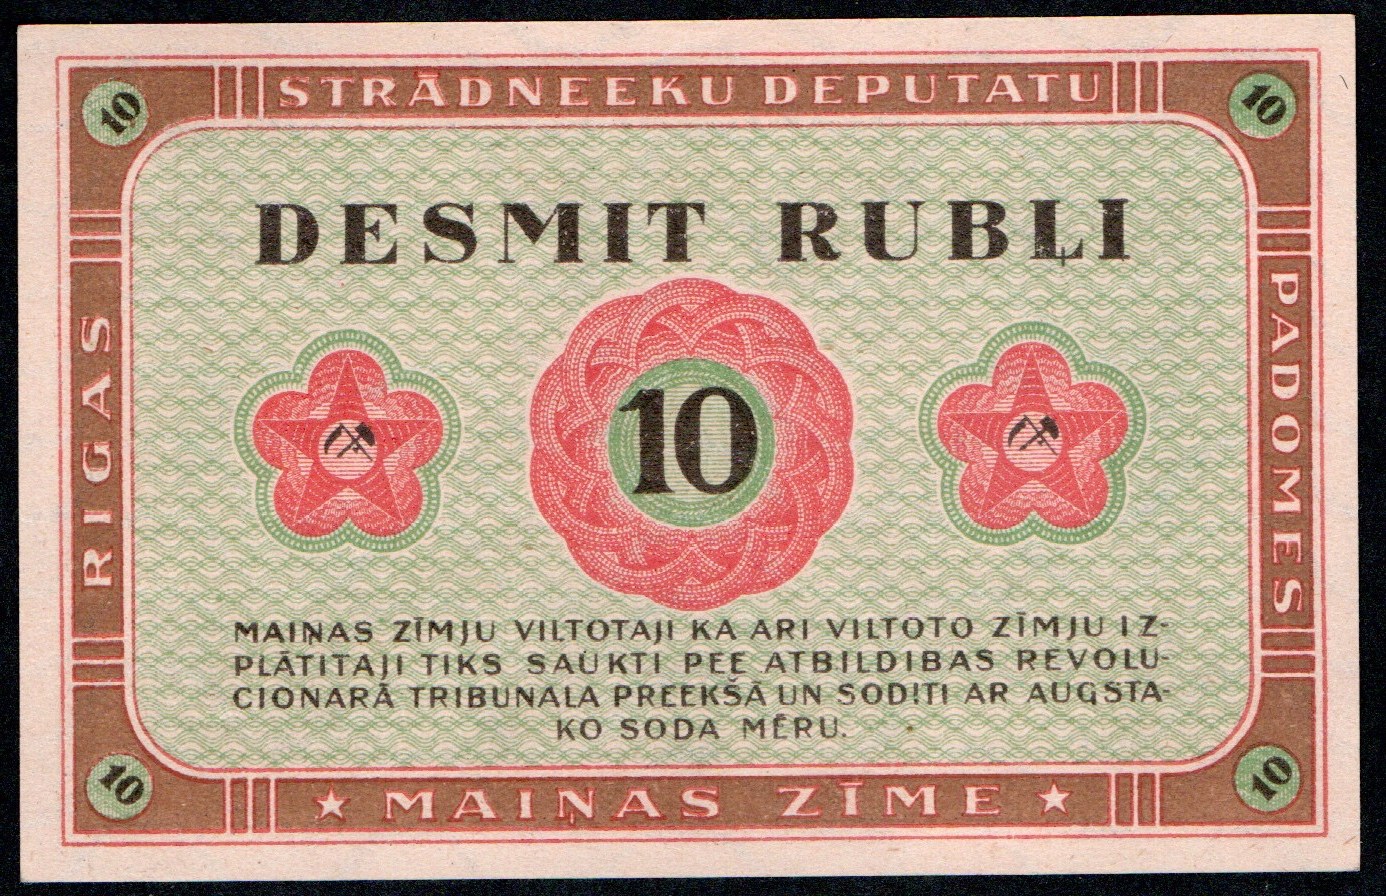 10
STRĀDNEEKU DEPUTATU
10
RIGAS
DESMIT RUBĻI
PADOMES
10
MAIŅAS ZĪMJU VILTOTAJI KA ARI VILTOTO ZĪMJU IZ-
PLĀTITAJI TIKS SAUKTI PEE ATBILDIBAS REVOLU-
CIONARĀ TRIBUNALA PREEKŠĀ UN SODITI AR AUGSTA-
KO SODA MĒRU.
10
MAIŅAS ZĪME
10